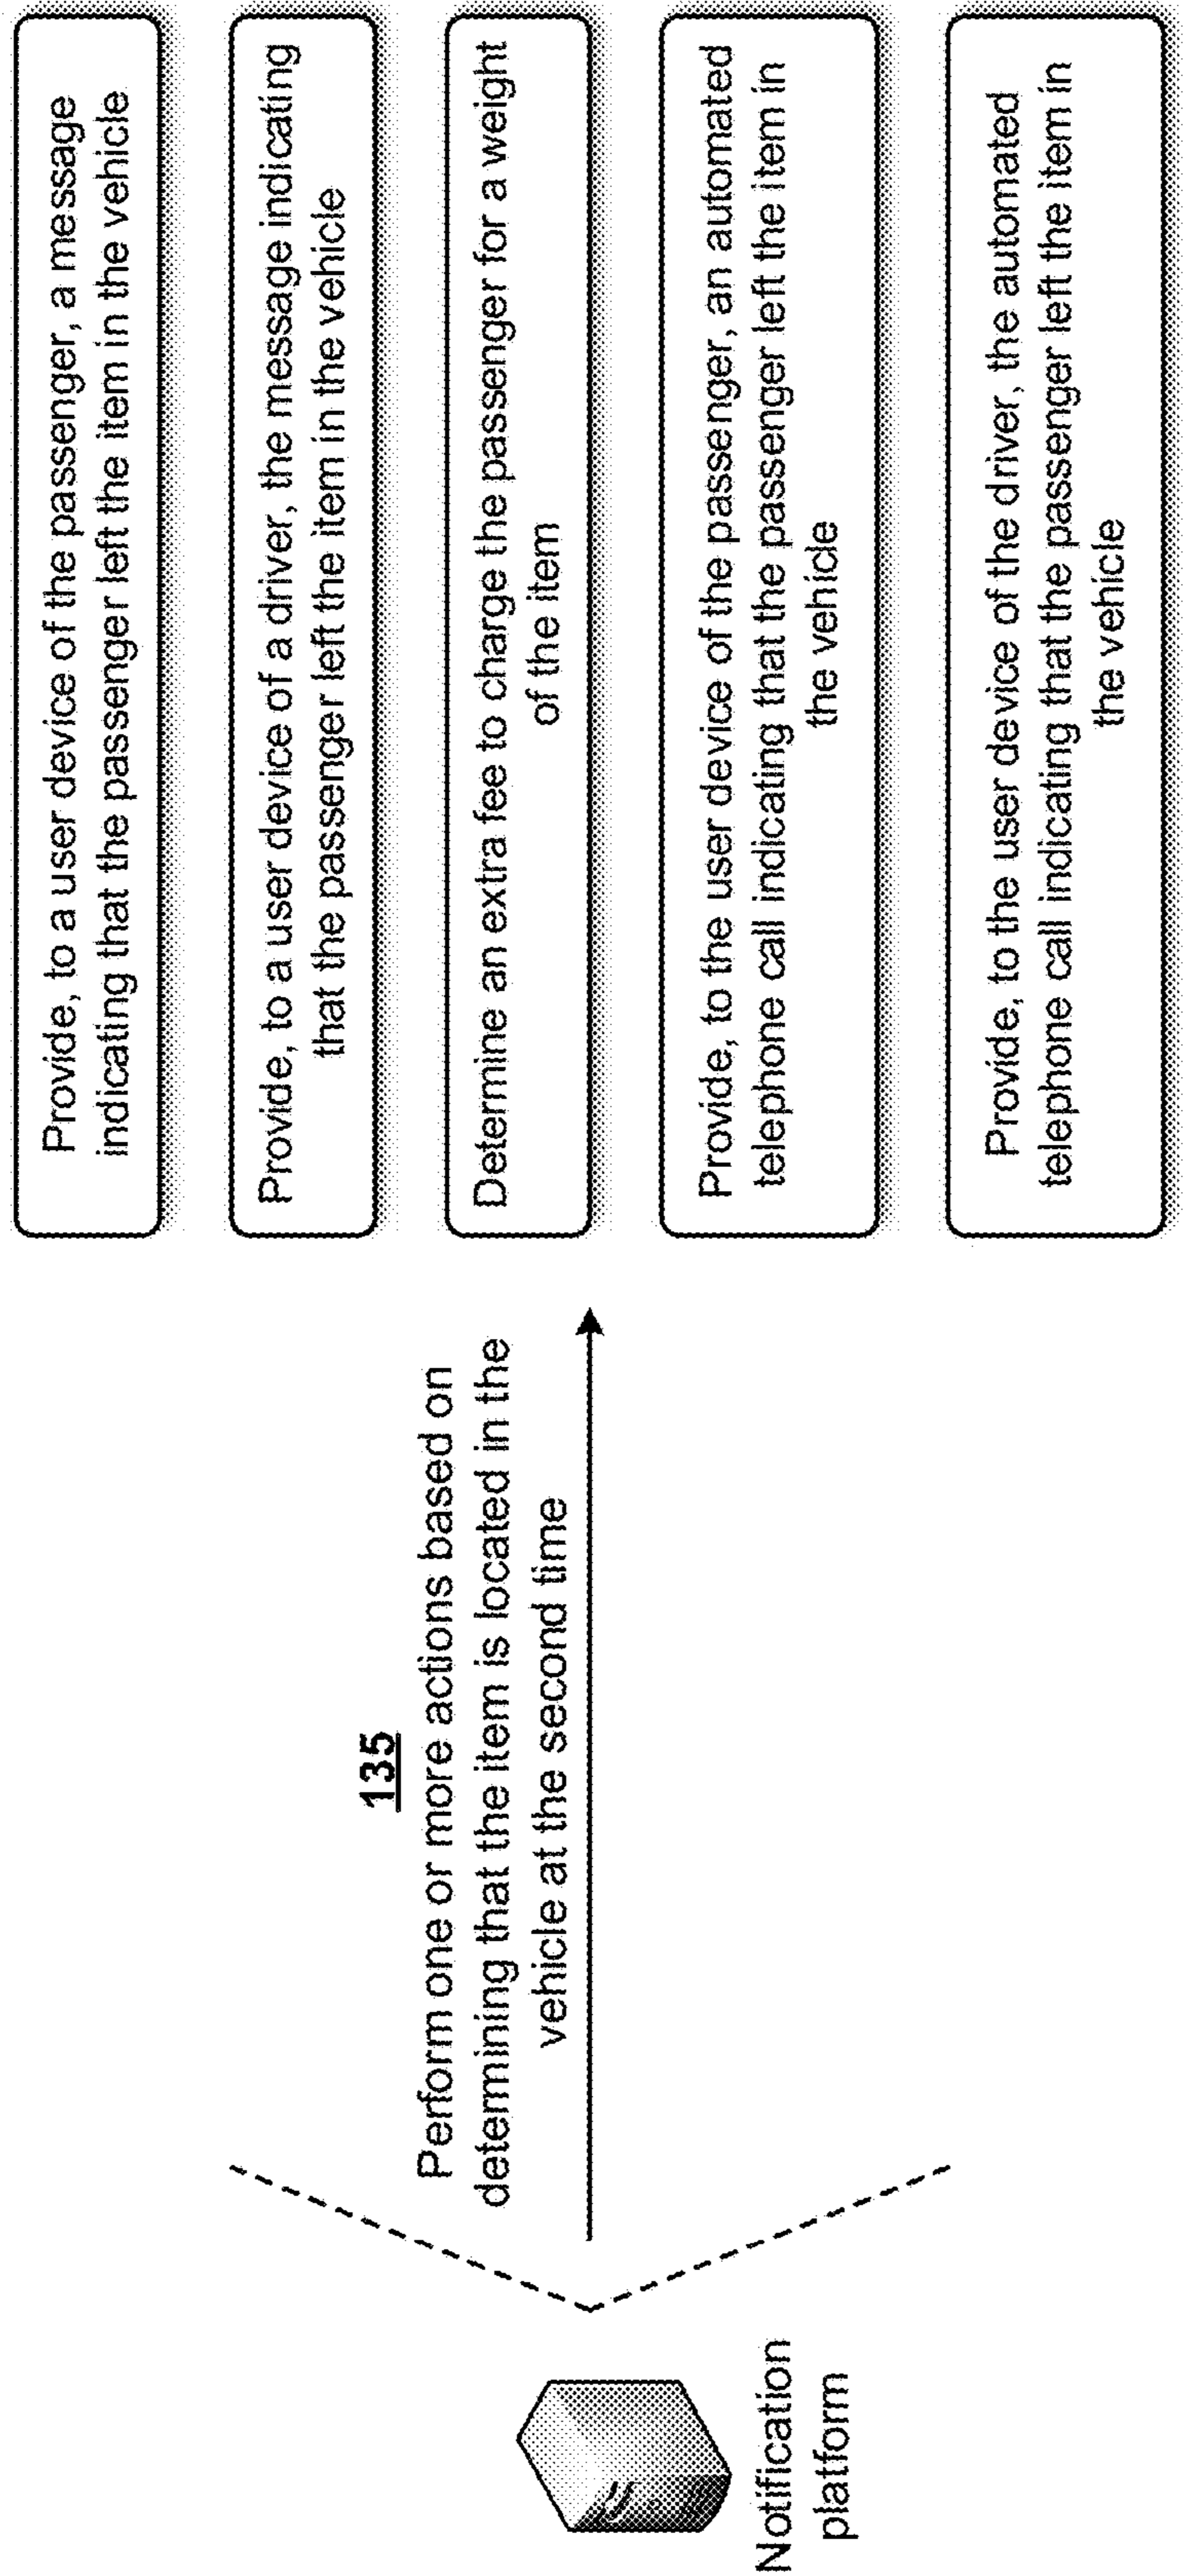 Notification
platform
135
Perform one or more actions based on
determining that the item is located in the
vehicle at the second time
Provide, to a user device of the passenger, a message
indicating that the passenger left the item in the vehicle
Provide, to a user device of a driver, the message indicating
that the passenger left the item in the vehicle
Determine an extra fee to charge the passenger for a weight
of the item
Provide, to the user device of the passenger, an automated
telephone call indicating that the passenger left the item in
the vehicle
Provide, to the user device of the driver, the automated
telephone call indicating that the passenger left the item in
the vehicle